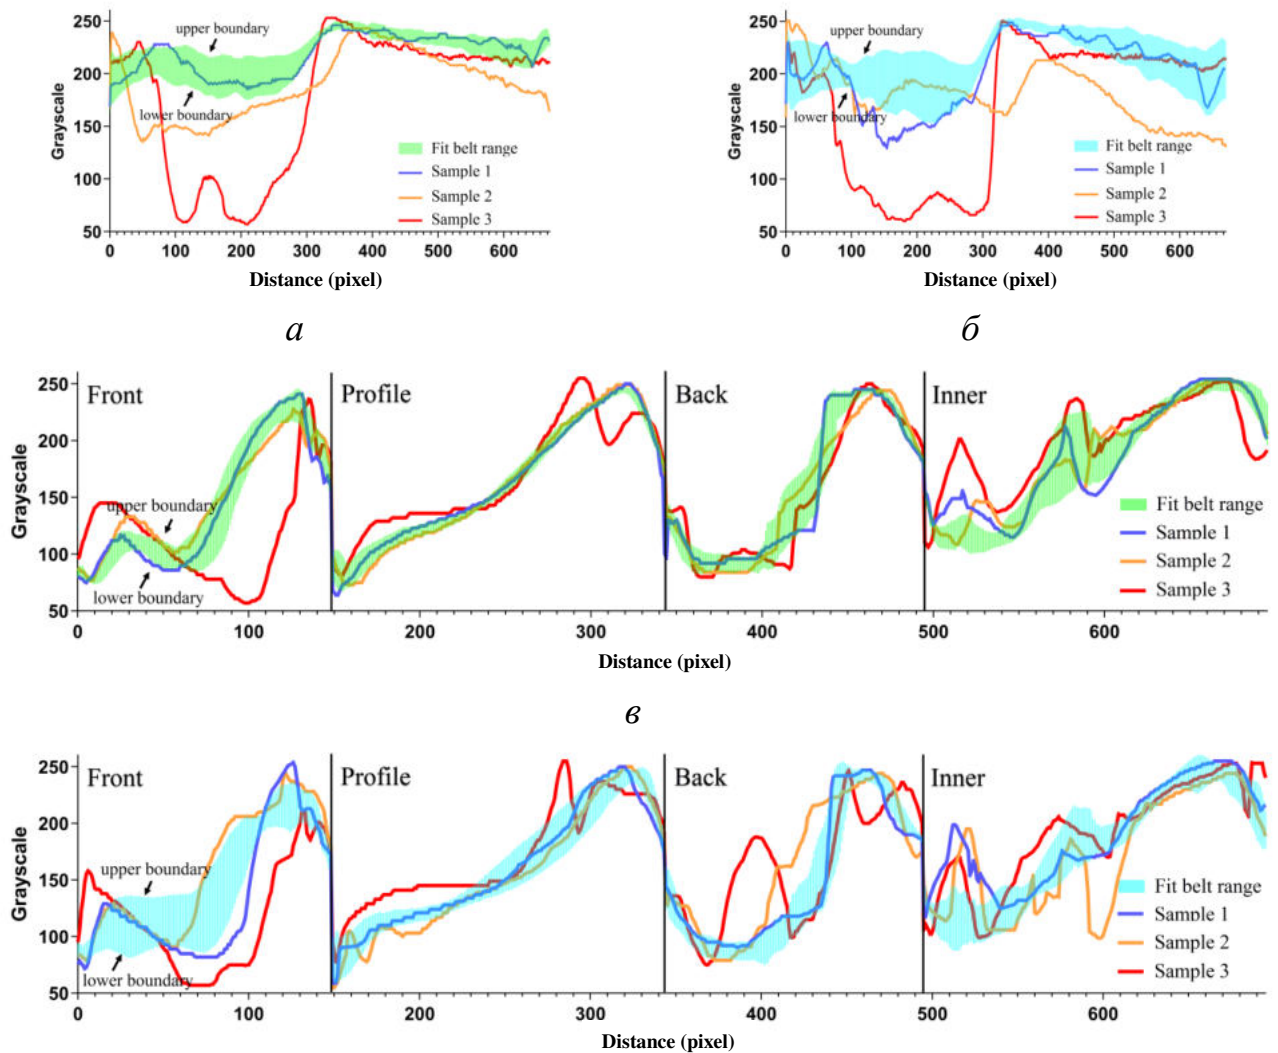 250
200
150
100
50
Grayscale
upper boundary
lower boundary
Fit belt range
Sample 1
Sample 2
Sample 3
0 100 200 300 400 500 600
Distance (pixel)
250
200
150
100
50
Grayscale
upper boundary
lower boundary
Fit belt range
Sample 1
Sample 2
Sample 3
0 100 200 300 400 500 600
Distance (pixel)
а
б
250
200
150
100
50
Grayscale
Front
Profile
Back
Inner
upper boundary
lower boundary
Fit belt range
Sample 1
Sample 2
Sample 3
0 100 200 300 400 500 600
Distance (pixel)
в
250
200
150
100
50
Grayscale
Front
Profile
Back
Inner
upper boundary
lower boundary
Fit belt range
Sample 1
Sample 2
Sample 3
0 100 200 300 400 500 600
Distance (pixel)